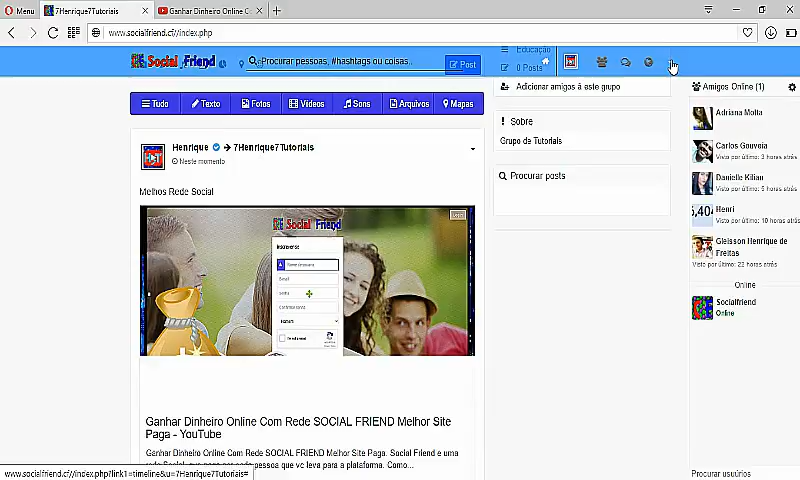 Menu
7Henrique7Tutoriais
Ganhar Dinheiro Online C
www.socialfriend.cf//index.php
Social Friend
Procurar pessoas, #hashtags ou coisas..
Post
Educação
0 Posts
Adicionar amigos á este grupo
Amigos Online (1)
Tudo
Texto
Fotos
Vídeos
Sons
Arquivos
Mapas
Sobre
Grupo de Tutoriais
Procurar posts
Henrique
7Henrique7Tutoriais
Neste momento
Melhos Rede Social
Social Friend
Ganhar Dinheiro Online Com Rede SOCIAL FRIEND Melhor Site
Paga - YouTube
Ganhar Dinheiro Online Com Rede SOCIAL FRIEND Melhor Site Paga. Social Friend e uma
Como...
Adriana Motta
Carlos Gouveia
Visto por último: 3 horas atrás
Danielle Kilian
Visto por último: 5 horas atrás
Henri
5,40
Visto por último: 10 horas atrás
Gleisson Henrique de
Freitas
Visto por último: 22 horas atrás
Online
Socialfriend
Online
www.socialfriend.cf//index.php?link1=timeline&u=7Henrique7Tutoriais#
Procurar usuários